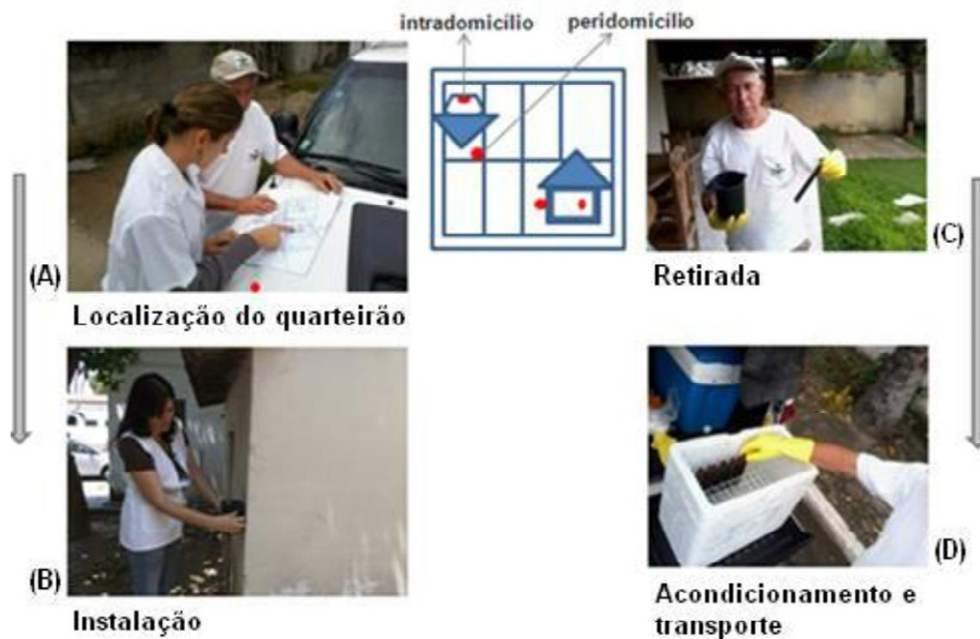 intradomicílio peridomicílio
(A)
Localização do quarteirão
(B)
Instalação
(C)
Retirada
(D)
Acondicionamento e
transporte